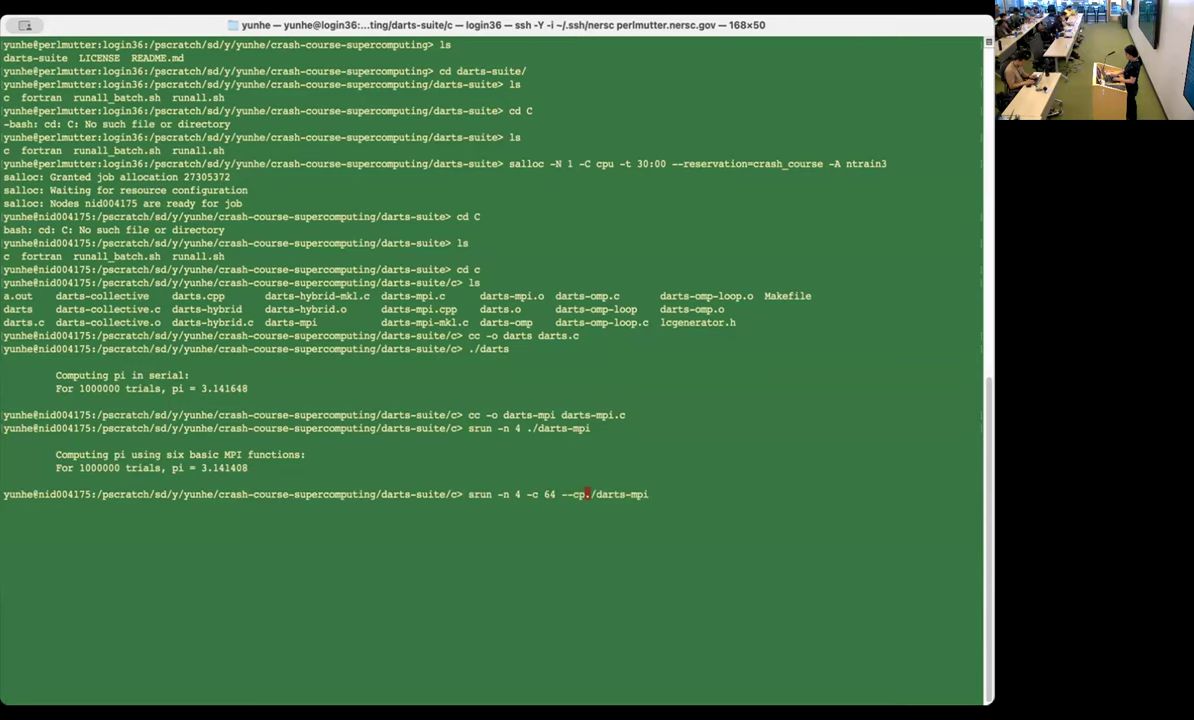 yunhe — yunhe@login36:...ting/darts-suite/c — login36 — ssh -Y -i ~/.ssh/nersc perlmutter.nersc.gov — 168×50
yunhe@perlmutter:login36:/pscratch/sd/y/yunhe/crash-course-supercomputing> ls
darts-suite  LICENSE  README.md
yunhe@perlmutter:login36:/pscratch/sd/y/yunhe/crash-course-supercomputing> cd darts-suite/
yunhe@perlmutter:login36:/pscratch/sd/y/yunhe/crash-course-supercomputing/darts-suite> ls
c  fortran  runall_batch.sh  runall.sh
yunhe@perlmutter:login36:/pscratch/sd/y/yunhe/crash-course-supercomputing/darts-suite> cd C
-bash: cd: C: No such file or directory
yunhe@perlmutter:login36:/pscratch/sd/y/yunhe/crash-course-supercomputing/darts-suite> ls
c  fortran  runall_batch.sh  runall.sh
yunhe@perlmutter:login36:/pscratch/sd/y/yunhe/crash-course-supercomputing/darts-suite> salloc -N 1 -C cpu -t 30:00 --reservation=crash_course -A ntrain3
salloc: Granted job allocation 27305372
salloc: Waiting for resource configuration
salloc: Nodes nid004175 are ready for job
yunhe@nid004175:/pscratch/sd/y/yunhe/crash-course-supercomputing/darts-suite> cd C
bash: cd: C: No such file or directory
yunhe@nid004175:/pscratch/sd/y/yunhe/crash-course-supercomputing/darts-suite> ls
c  fortran  runall_batch.sh  runall.sh
yunhe@nid004175:/pscratch/sd/y/yunhe/crash-course-supercomputing/darts-suite> cd c
yunhe@nid004175:/pscratch/sd/y/yunhe/crash-course-supercomputing/darts-suite/c> ls
a.out  darts-collective  darts.cpp  darts-hybrid-mkl.c  darts-mpi.c  darts-mpi.o  darts-omp.c  darts-omp-loop.o  Makefile
darts  darts-collective.c  darts-hybrid  darts-hybrid.o  darts-mpi.cpp  darts.o  darts-omp-loop  darts-omp.o
darts.c  darts-collective.o  darts-hybrid.c  darts-mpi  darts-mpi-mkl.c  darts-omp  darts-omp-loop.c  lcgenerator.h
yunhe@nid004175:/pscratch/sd/y/yunhe/crash-course-supercomputing/darts-suite/c> cc -o darts darts.c
yunhe@nid004175:/pscratch/sd/y/yunhe/crash-course-supercomputing/darts-suite/c> ./darts
Computing pi in serial:
For 1000000 trials, pi = 3.141648
yunhe@nid004175:/pscratch/sd/y/yunhe/crash-course-supercomputing/darts-suite/c> cc -o darts-mpi darts-mpi.c
yunhe@nid004175:/pscratch/sd/y/yunhe/crash-course-supercomputing/darts-suite/c> srun -n 4 ./darts-mpi
Computing pi using six basic MPI functions:
For 1000000 trials, pi = 3.141408
yunhe@nid004175:/pscratch/sd/y/yunhe/crash-course-supercomputing/darts-suite/c> srun -n 4 -c 64 --cp./darts-mpi